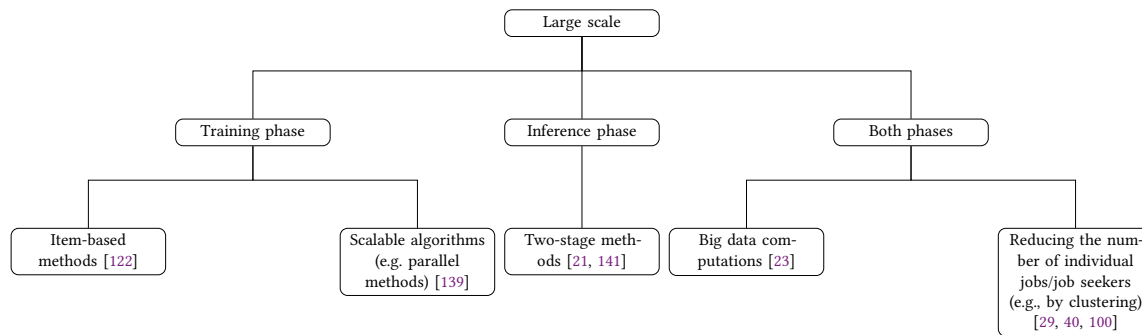 Large scale
Training phase
Inference phase
Both phases
Item-based
methods [122]
Scalable algorithms
(e.g. parallel
methods) [139]
Two-stage meth-
ods [21, 141]
Big data com-
putations [23]
Reducing the num-
ber of individual
jobs/job seekers
(e.g., by clustering)
[29, 40, 100]